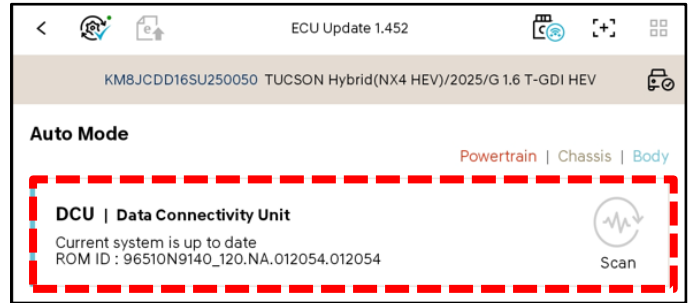 ECU Update 1.452
KM8JCDD16SU250050 TUCSON Hybrid(NX4 HEV)/2025/G 1.6 T-GDI HEV
Auto Mode
Powertrain | Chassis | Body
DCU | Data Connectivity Unit
Current system is up to date
ROM ID : 96510N9140_120.NA.012054.012054
Scan